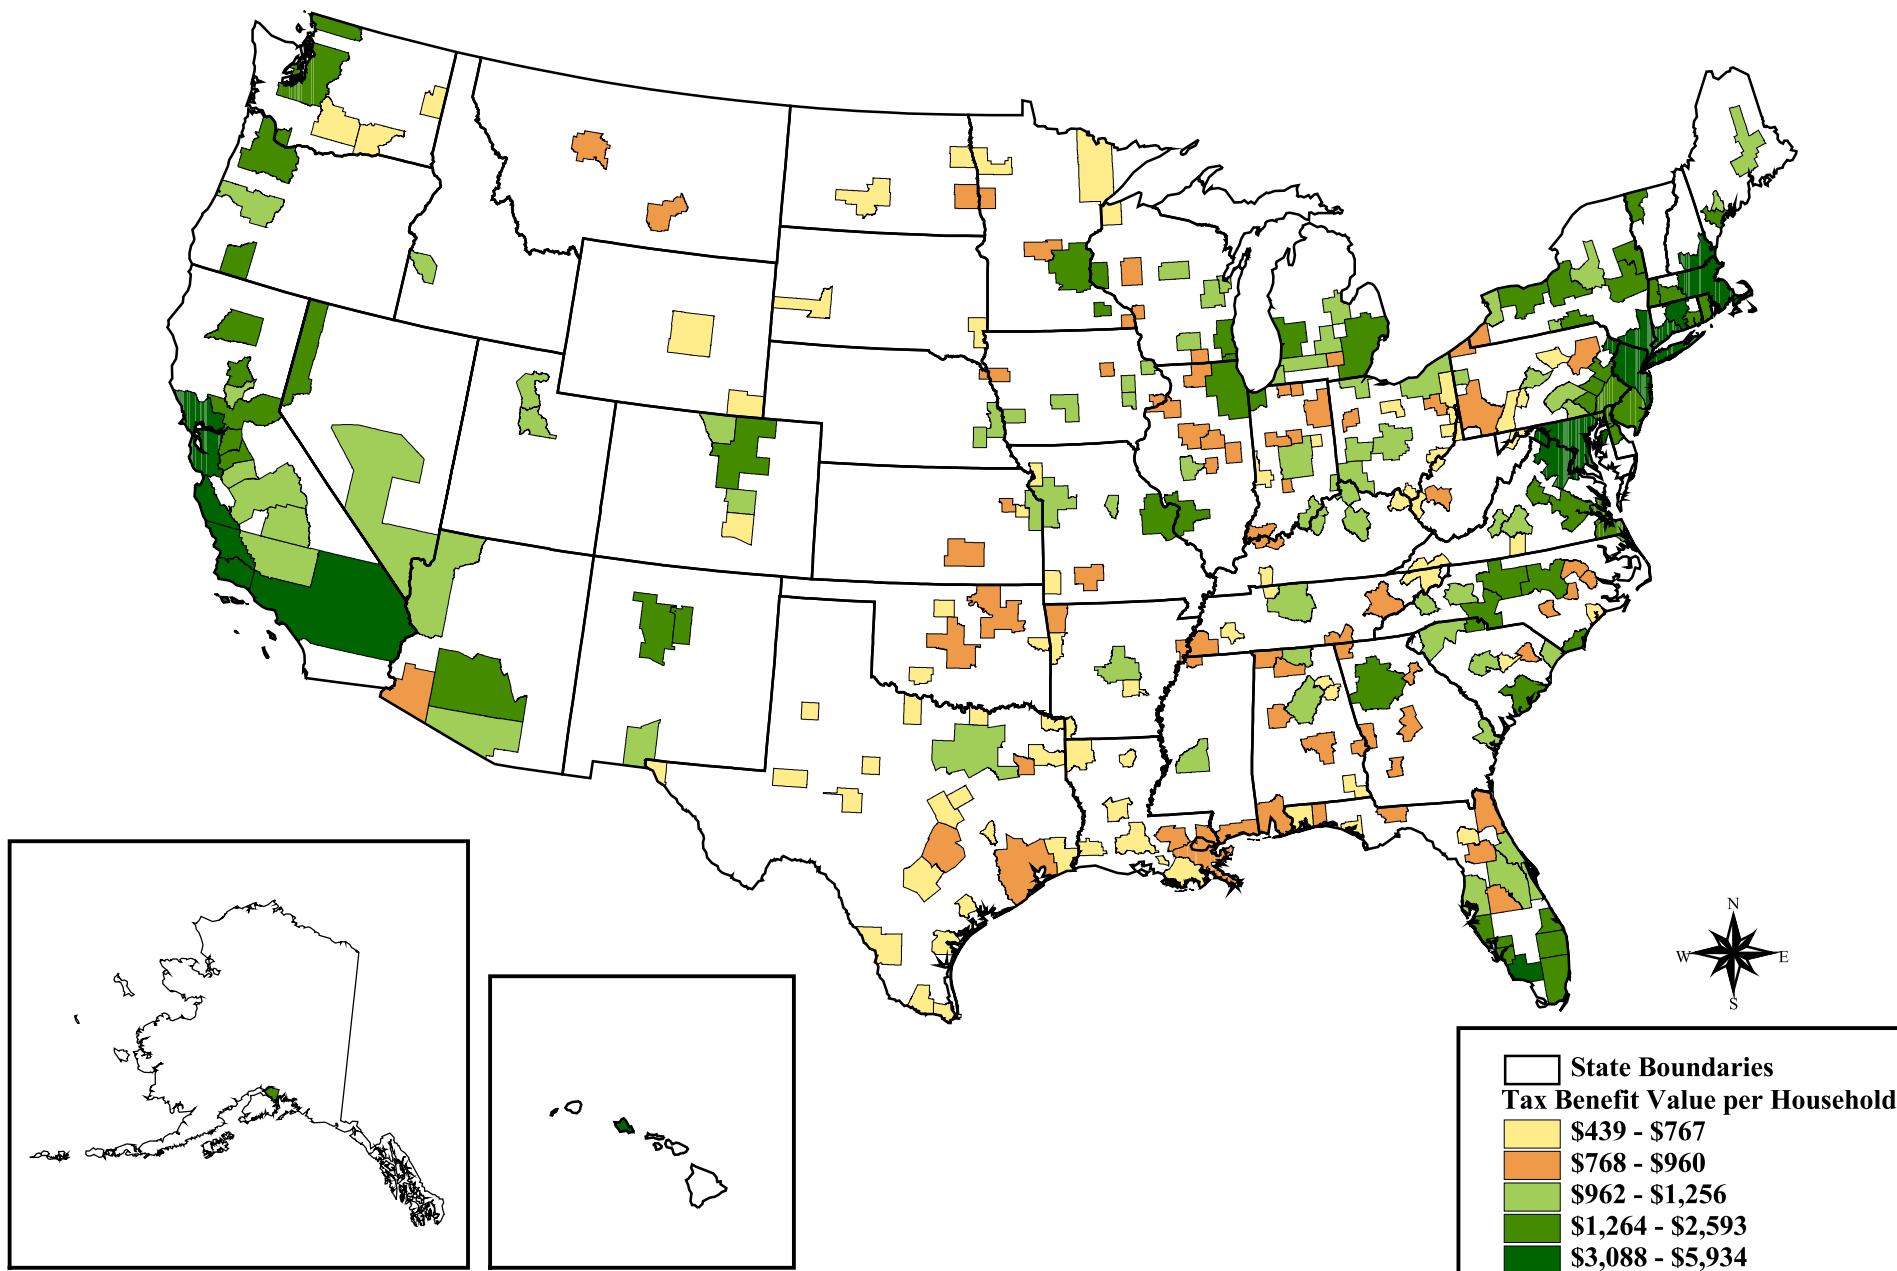 N
W E
S
State Boundaries
Tax Benefit Value per Household
$439 - $767
$768 - $960
$962 - $1,256
$1,264 - $2,593
$3,088 - $5,934